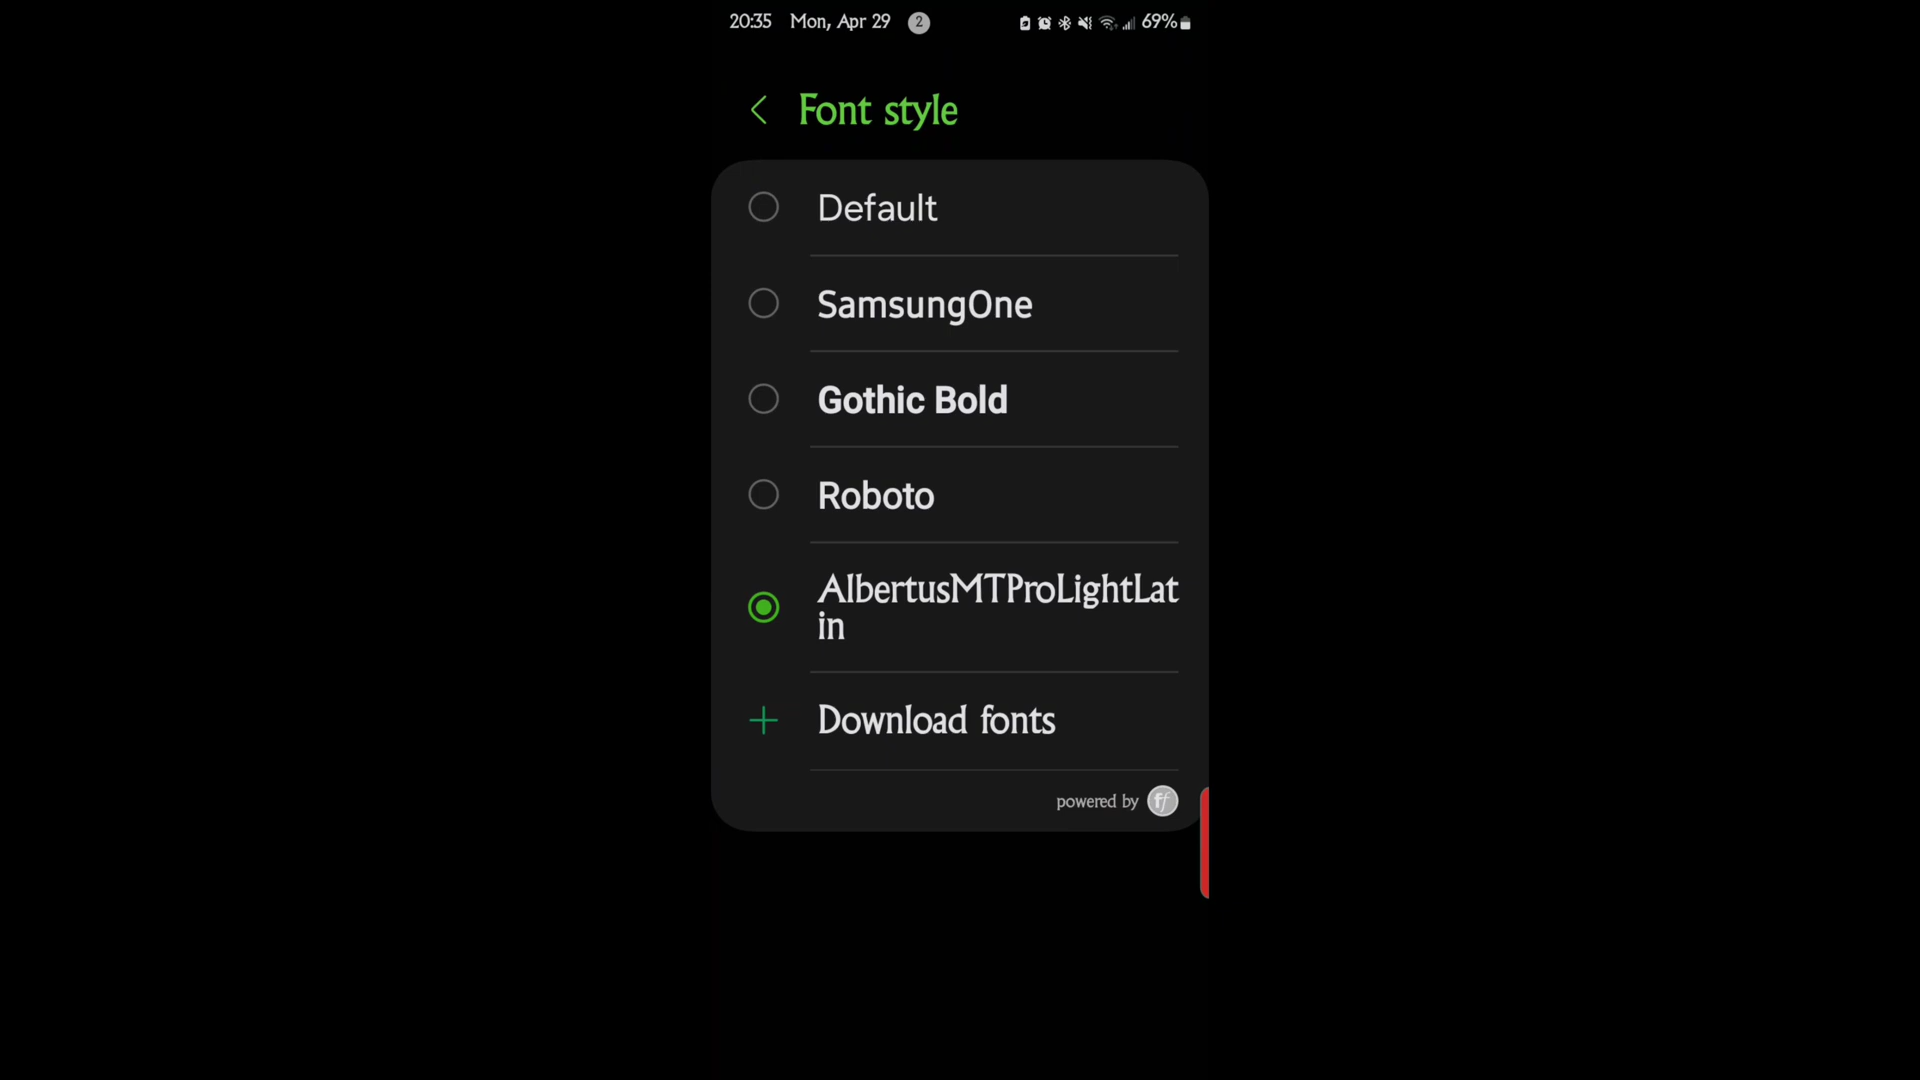 20:35 Mon, Apr 29 2 69%
Font style
Default
SamsungOne
Gothic Bold
Roboto
AlbertusMTProLightLat
in
Download fonts
powered by ff